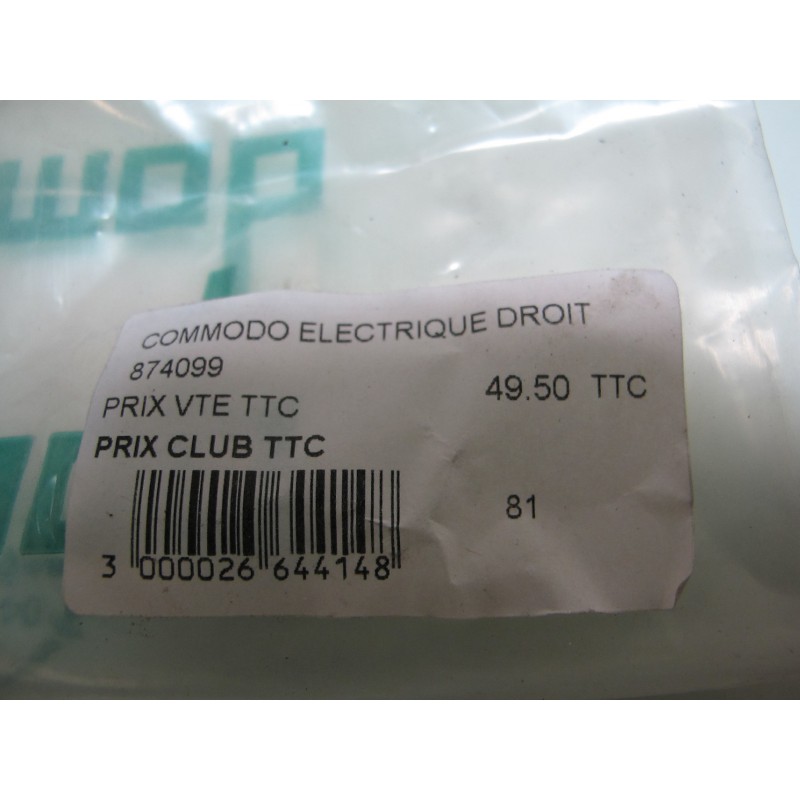 COMMODO ELECTRIQUE DROIT
874099
PRIX VTE TTC 49.50 TTC
PRIX CLUB TTC
81
3 000026 644148